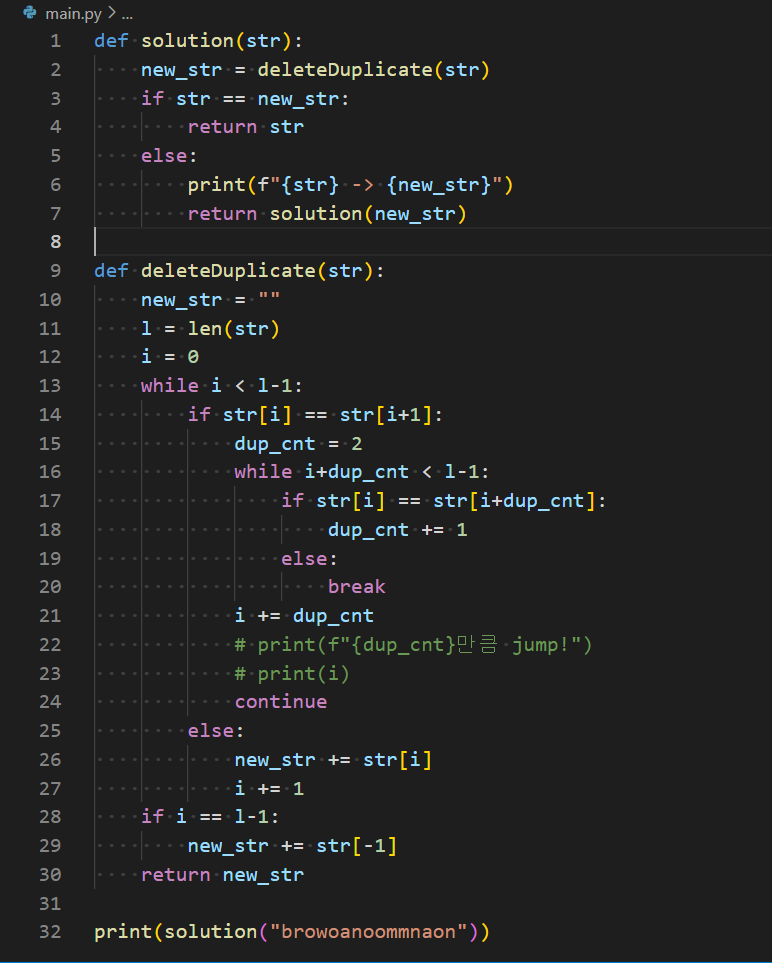 main.py > ...
1 def solution(str):
2     new_str = deleteDuplicate(str)
3     if str == new_str:
4         return str
5     else:
6         print(f"{str} -> {new_str}")
7         return solution(new_str)
8
9 def deleteDuplicate(str):
10     new_str = ""
11     l = len(str)
12     i = 0
13     while i < l-1:
14         if str[i] == str[i+1]:
15             dup_cnt = 2
16             while i+dup_cnt < l-1:
17                 if str[i] == str[i+dup_cnt]:
18                     dup_cnt += 1
19                 else:
20                     break
21             i += dup_cnt
22             # print(f"{dup_cnt}만큼 jump!")
23             # print(i)
24             continue
25         else:
26             new_str += str[i]
27             i += 1
28     if i == l-1:
29         new_str += str[-1]
30     return new_str
31
32 print(solution("browoanoommnaon"))